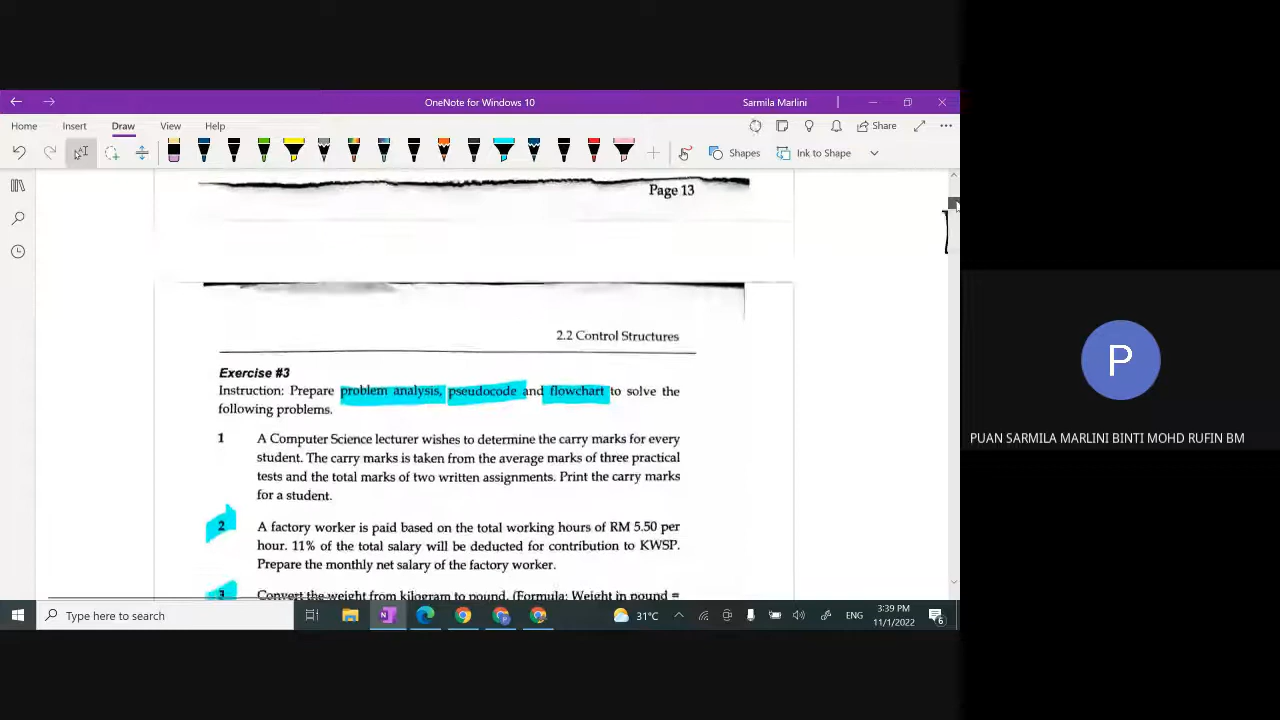 OneNote for Windows 10
Sarmila Marlini
Home Insert Draw View Help
Share
Shapes
Ink to Shape
Page 13
2.2 Control Structures
Exercise #3
Instruction: Prepare problem analysis, pseudocode and flowchart to solve the
following problems.
1 A Computer Science lecturer wishes to determine the carry marks for every
student. The carry marks is taken from the average marks of three practical
tests and the total marks of two written assignments. Print the carry marks
for a student.
2 A factory worker is paid based on the total working hours of RM 5.50 per
hour. 11% of the total salary will be deducted for contribution to KWSP.
Prepare the monthly net salary of the factory worker.
3 Convert the weight from kilogram to pound. (Formula: Weight in pound =
Type here to search
31°C
ENG
3:39 PM
11/1/2022
6
P
PUAN SARMILA MARLINI BINTI MOHD RUFIN BM